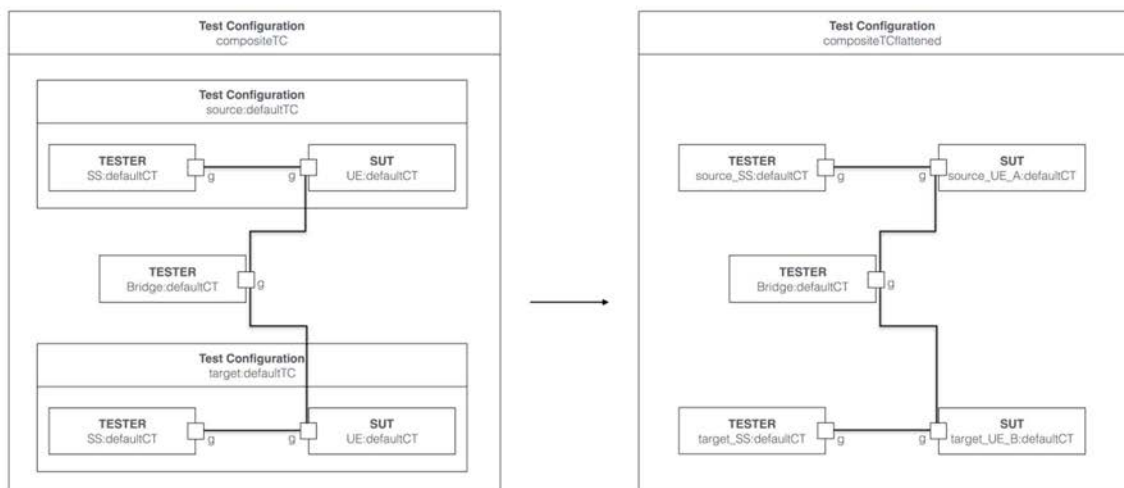 Test Configuration
compositeTC
Test Configuration
source:defaultTC
TESTER
SS:defaultCT
g
g
SUT
UE:defaultCT
TESTER
Bridge:defaultCT
g
Test Configuration
target:defaultTC
TESTER
SS:defaultCT
g
g
SUT
UE:defaultCT
Test Configuration
compositeTCflattened
TESTER
source_SS:defaultCT
g
g
SUT
source_UE_A:defaultCT
TESTER
Bridge:defaultCT
g
TESTER
target_SS:defaultCT
g
g
SUT
target_UE_B:defaultCT